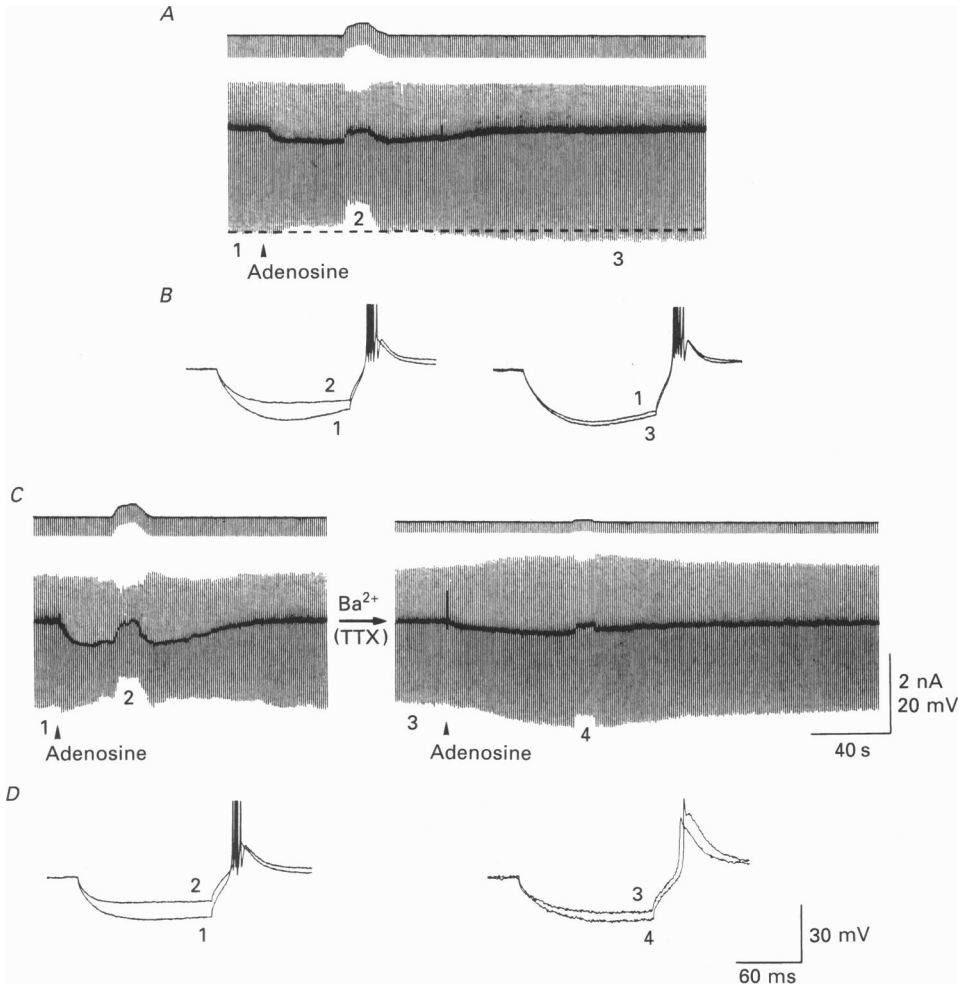 A
2
1
Adenosine
3
B
2
1
1
3
C
2
1
Adenosine
Ba²⁺
(TTX)
3
Adenosine
4
2 nA
20 mV
40 s
D
2
1
3
4
30 mV
60 ms